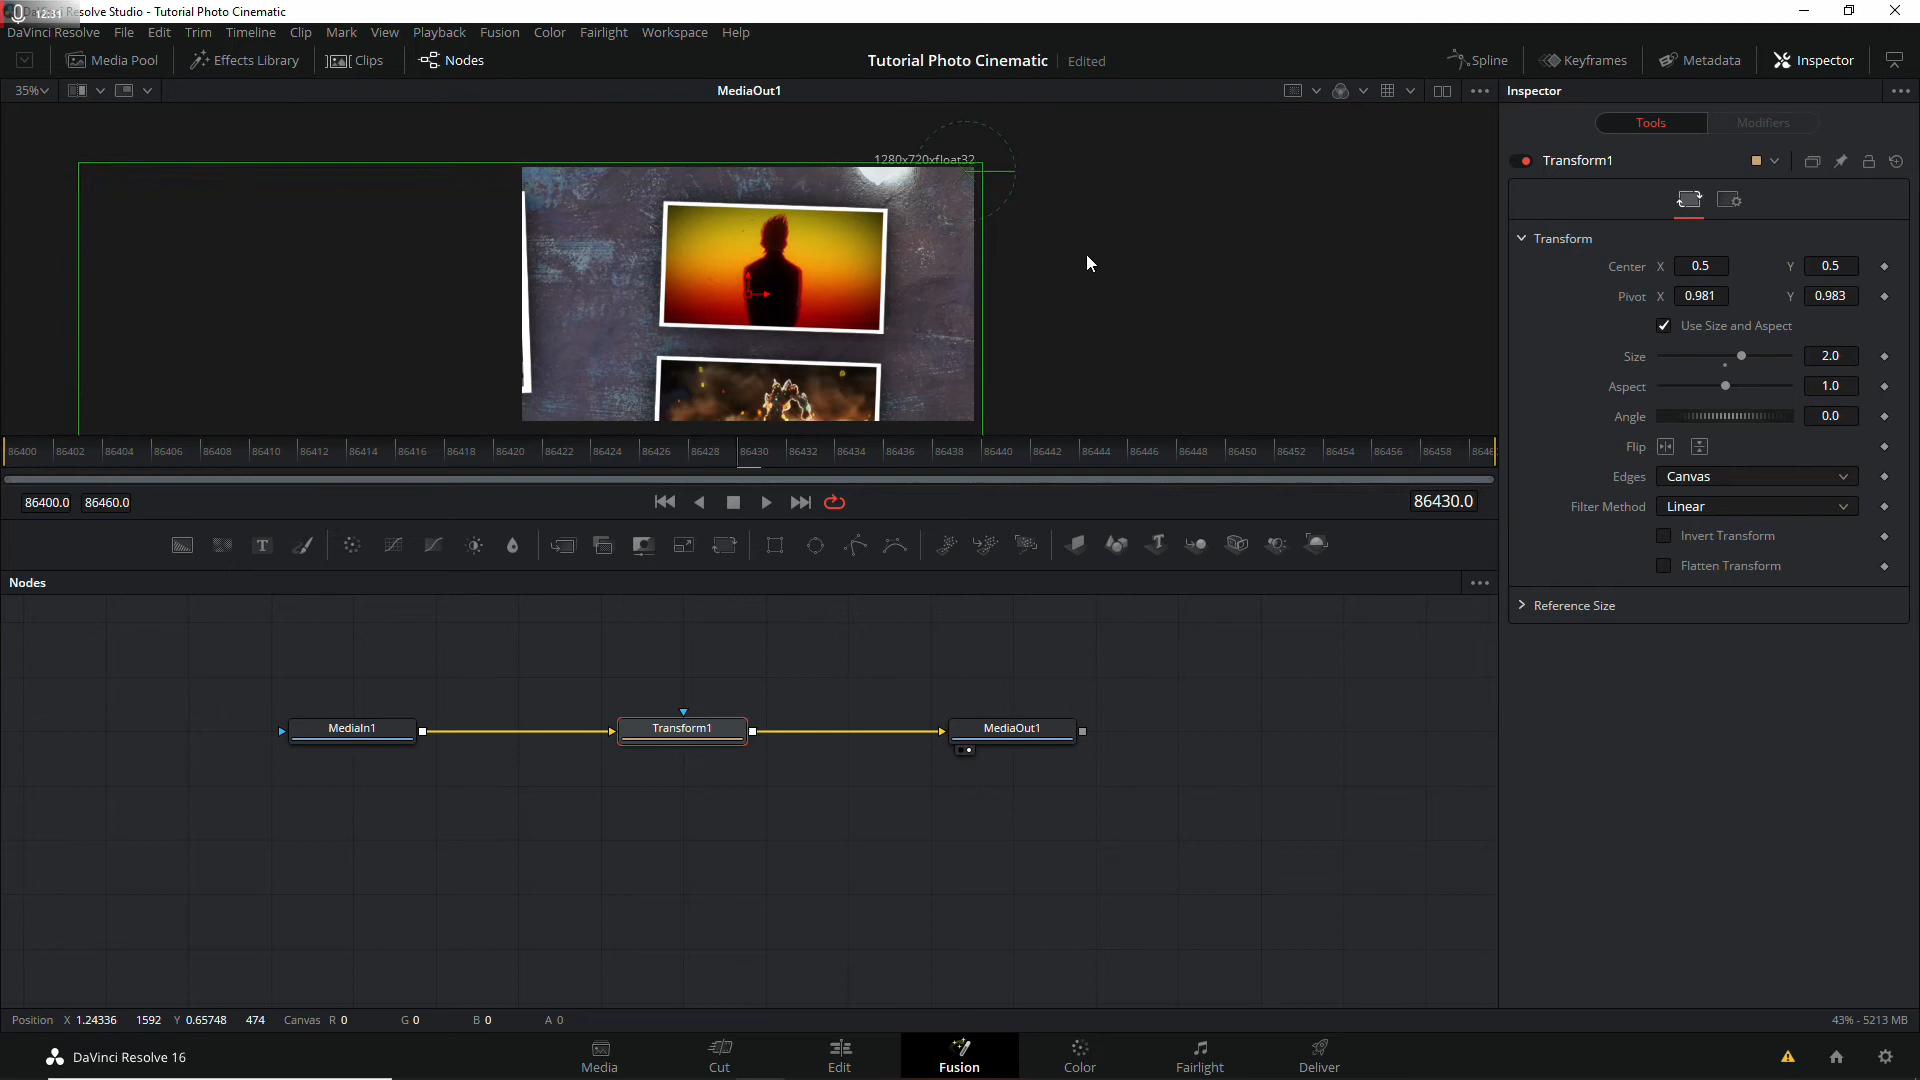 12:31
Resolve Studio - Tutorial Photo Cinematic
DaVinci Resolve File Edit Trim Timeline Clip Mark View Playback Fusion Color Fairlight Workspace Help
Media Pool Effects Library Clips Nodes Tutorial Photo Cinematic Edited Spline Keyframes Metadata Inspector
35% MediaOut1 Inspector
Tools Modifiers
1280x720xfloat32
Transform1
Transform
Center X 0.5 Y 0.5
Pivot X 0.981 Y 0.983
Use Size and Aspect
Size 2.0
Aspect 1.0
Angle 0.0
Flip
Edges Canvas
Filter Method Linear
Invert Transform
Flatten Transform
Reference Size
86400 86402 86404 86406 86408 86410 86412 86414 86416 86418 86420 86422 86424 86426 86428 86430 86432 86434 86436 86438 86440 86442 86444 86446 86448 86450 86452 86454 86456 86458
86400.0 86460.0 86430.0
T
Nodes
MediaIn1 Transform1 MediaOut1
Position X 1.24336 1592 Y 0.65748 474 Canvas R 0 G 0 B 0 A 0 43% - 5213 MB
DaVinci Resolve 16 Media Cut Edit Fusion Color Fairlight Deliver